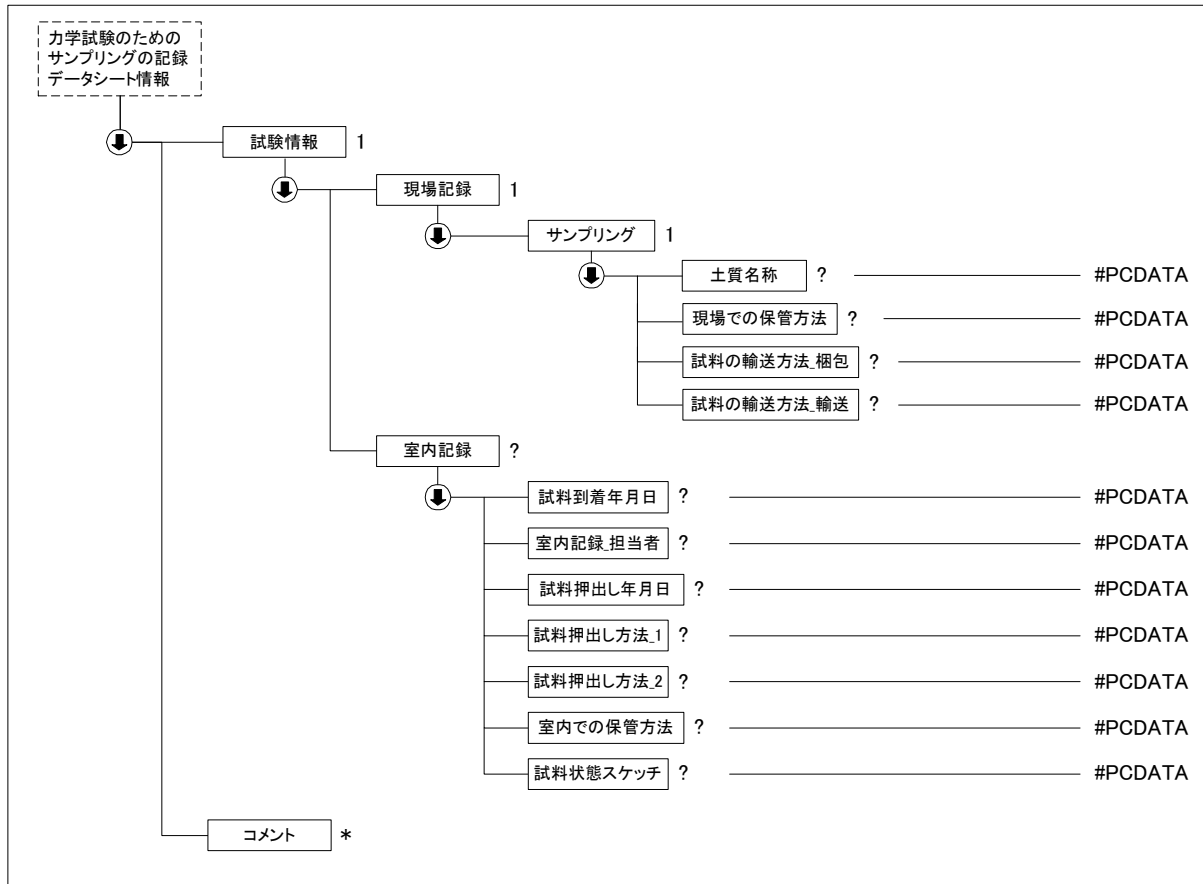 力学試験のための
サンプリングの記録
データシート情報
試験情報 1
現場記録 1
サンプリング 1
土質名称 ? #PCDATA
現場での保管方法 ? #PCDATA
試料の輸送方法_梱包 ? #PCDATA
試料の輸送方法_輸送 ? #PCDATA
室内記録 ?
試料到着年月日 ? #PCDATA
室内記録_担当者 ? #PCDATA
試料押出し年月日 ? #PCDATA
試料押出し方法_1 ? #PCDATA
試料押出し方法_2 ? #PCDATA
室内での保管方法 ? #PCDATA
試料状態スケッチ ? #PCDATA
コメント *